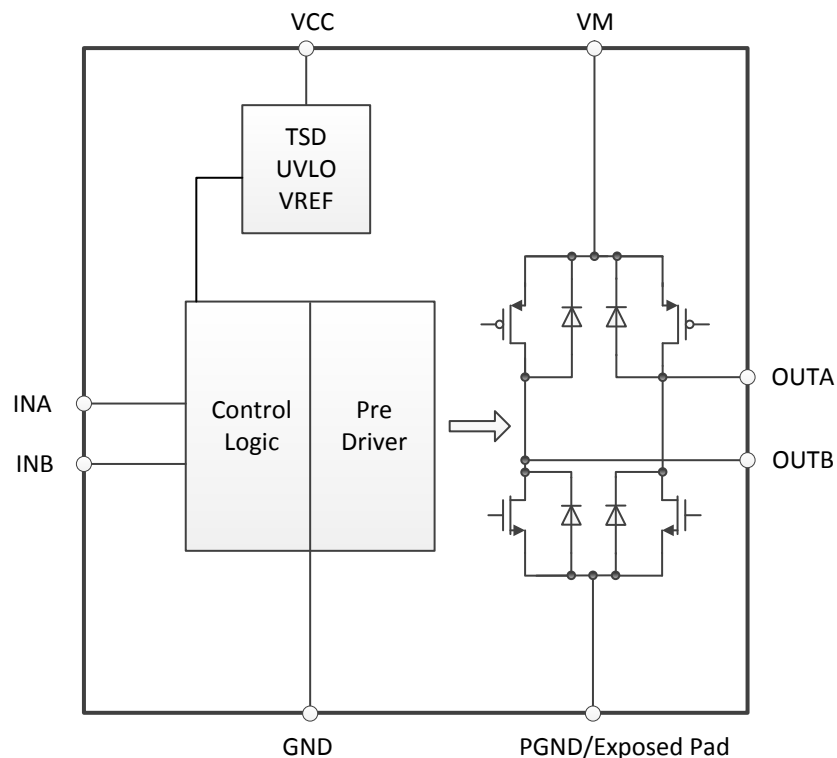 VCC
VM
TSD
UVLO
VREF
INA
INB
Control
Logic
Pre
Driver
OUTA
OUTB
GND
PGND/Exposed Pad